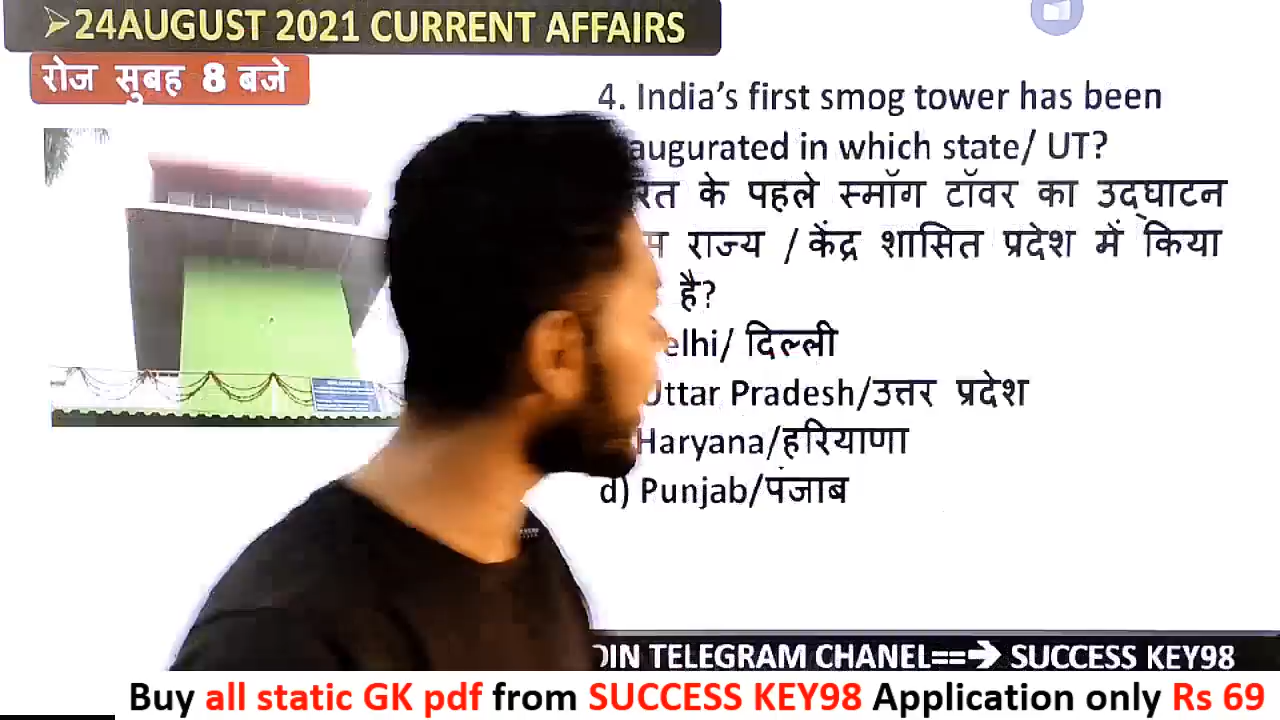 ➢24AUGUST 2021 CURRENT AFFAIRS
रोज सुबह 8 बजे
4. India's first smog tower has been
augurated in which state/ UT?
के पहले स्मॉग टॉवर का उद्घाटन
राज्य / केंद्र शासित प्रदेश में किया
है?
elhi/ दिल्ली
Uttar Pradesh/उत्तर प्रदेश
Haryana/हरियाणा
d) Punjab/पंजाब
OIN TELEGRAM CHANEL==➔ SUCCESS KEY98
Buy all static GK pdf from SUCCESS KEY98 Application only Rs 69